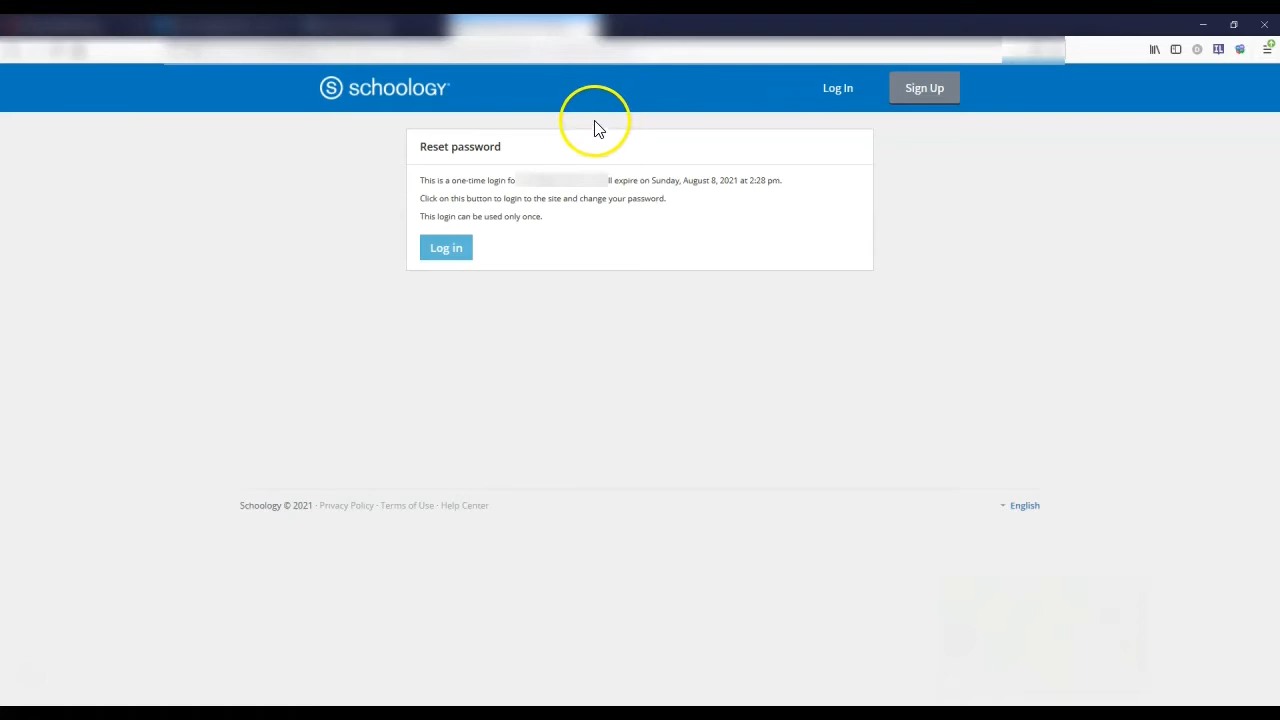 schoology
Log In
Sign Up
Reset password
This is a one-time login fo ll expire on Sunday, August 8, 2021 at 2:28 pm.
Click on this button to login to the site and change your password.
This login can be used only once.
Log in
Schoology © 2021 · Privacy Policy · Terms of Use · Help Center
English